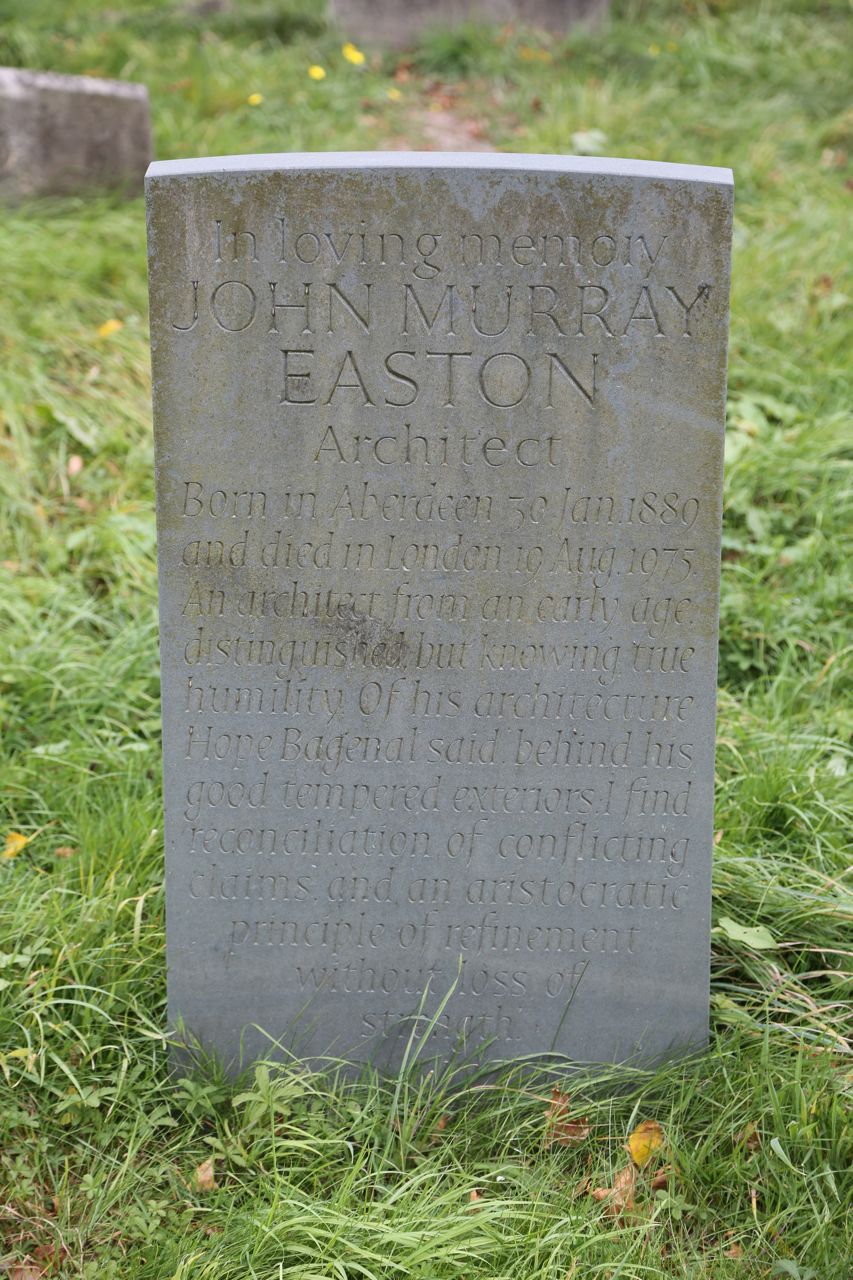 In loving memory
JOHN MURRAY
EASTON
Architect
Born in Aberdeen 30 Jan. 1889
and died in London 19 Aug. 1975.
An architect from an early age,
distinguished, but knowing true
humility. Of his architecture
Hope Bagenal said, 'behind his
good tempered exteriors, I find
reconciliation of conflicting
claims, and, an aristocratic
principle of refinement
without loss of
strength.'